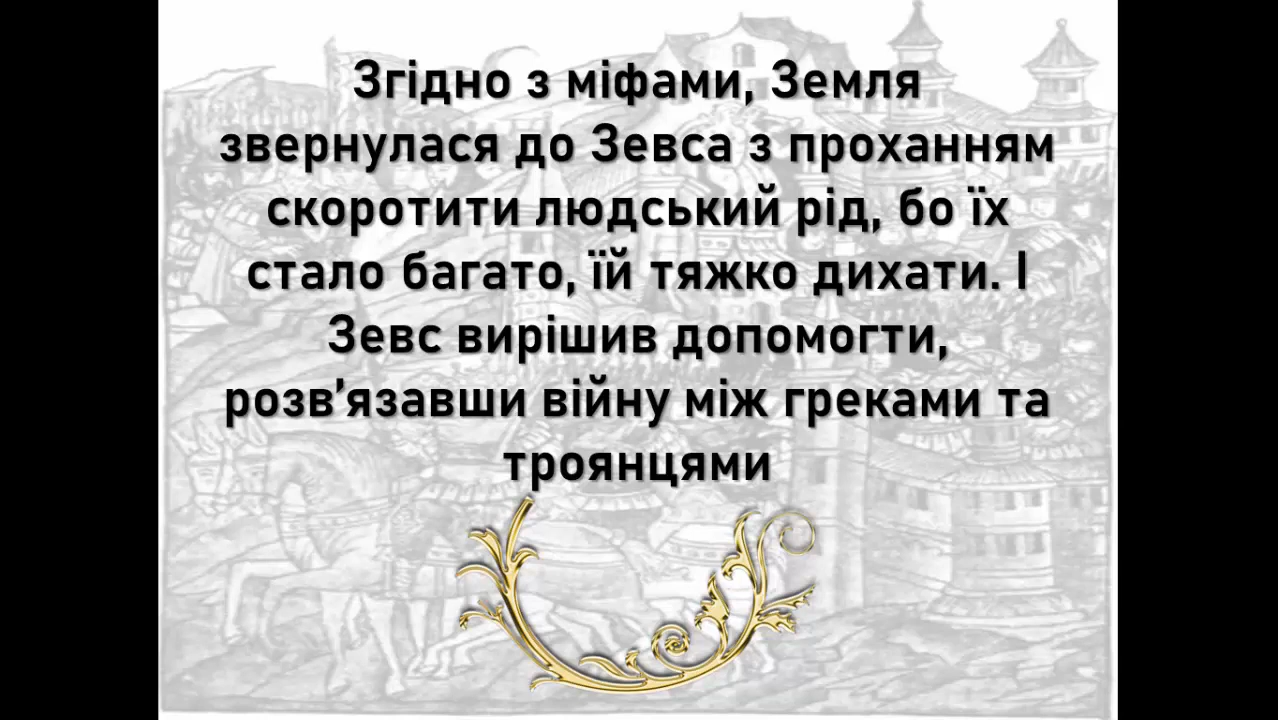 Згідно з міфами, Земля
звернулася до Зевса з проханням
скоротити людський рід, бо їх
стало багато, їй тяжко дихати. І
Зевс вирішив допомогти,
розв’язавши війну між греками та
троянцями